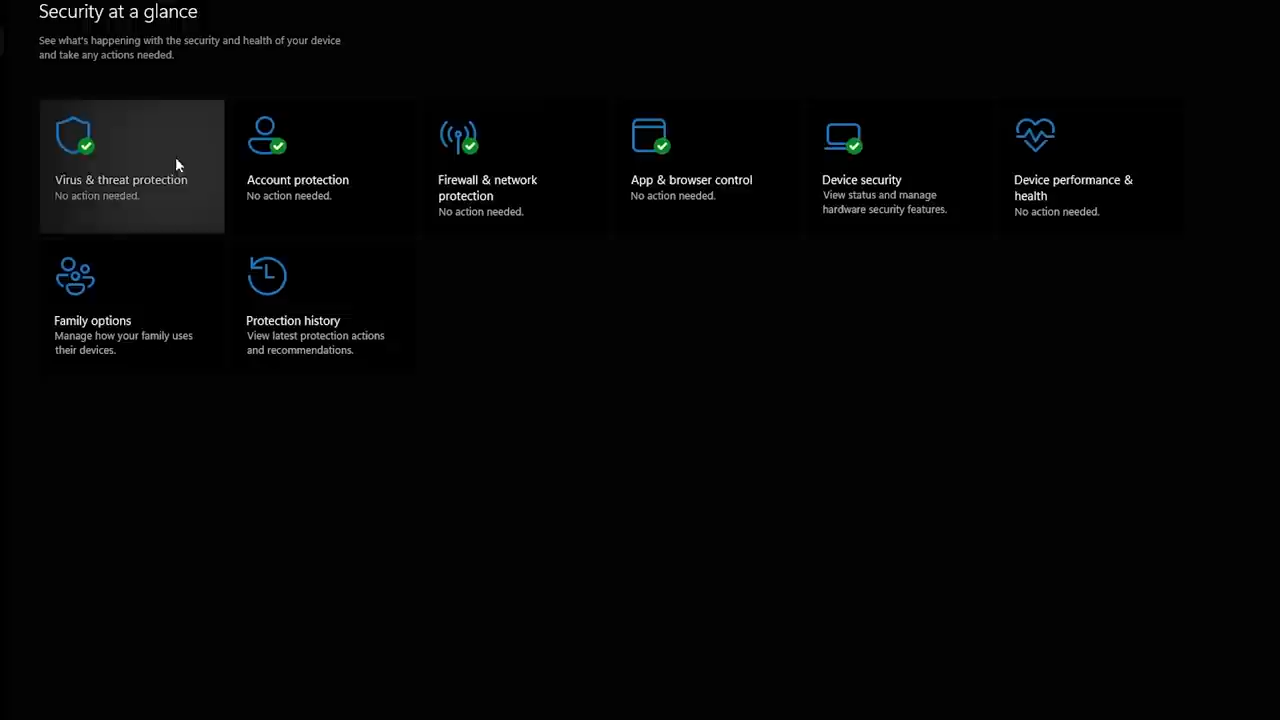 Security at a glance
See what's happening with the security and health of your device
and take any actions needed.
Virus & threat protection
No action needed.
Account protection
No action needed.
Firewall & network
protection
No action needed.
App & browser control
No action needed.
Device security
View status and manage
hardware security features.
Device performance &
health
No action needed.
Family options
Manage how your family uses
their devices.
Protection history
View latest protection actions
and recommendations.